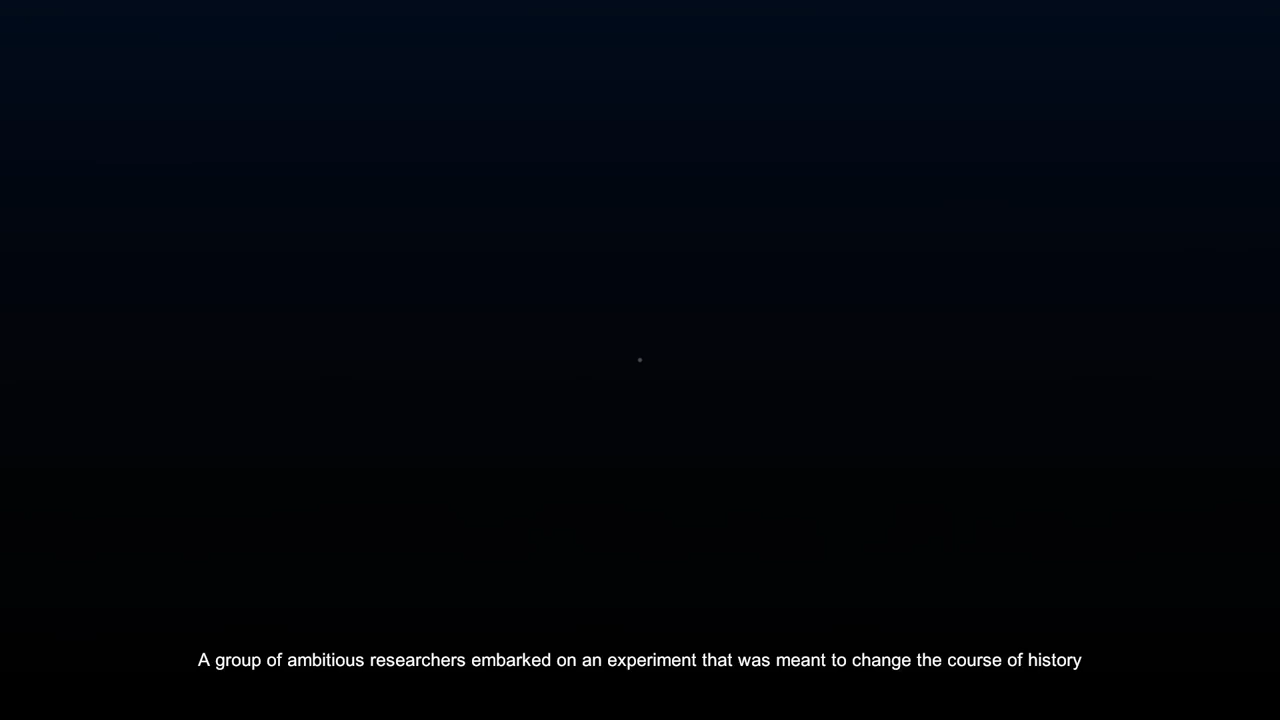 A group of ambitious researchers embarked on an experiment that was meant to change the course of history